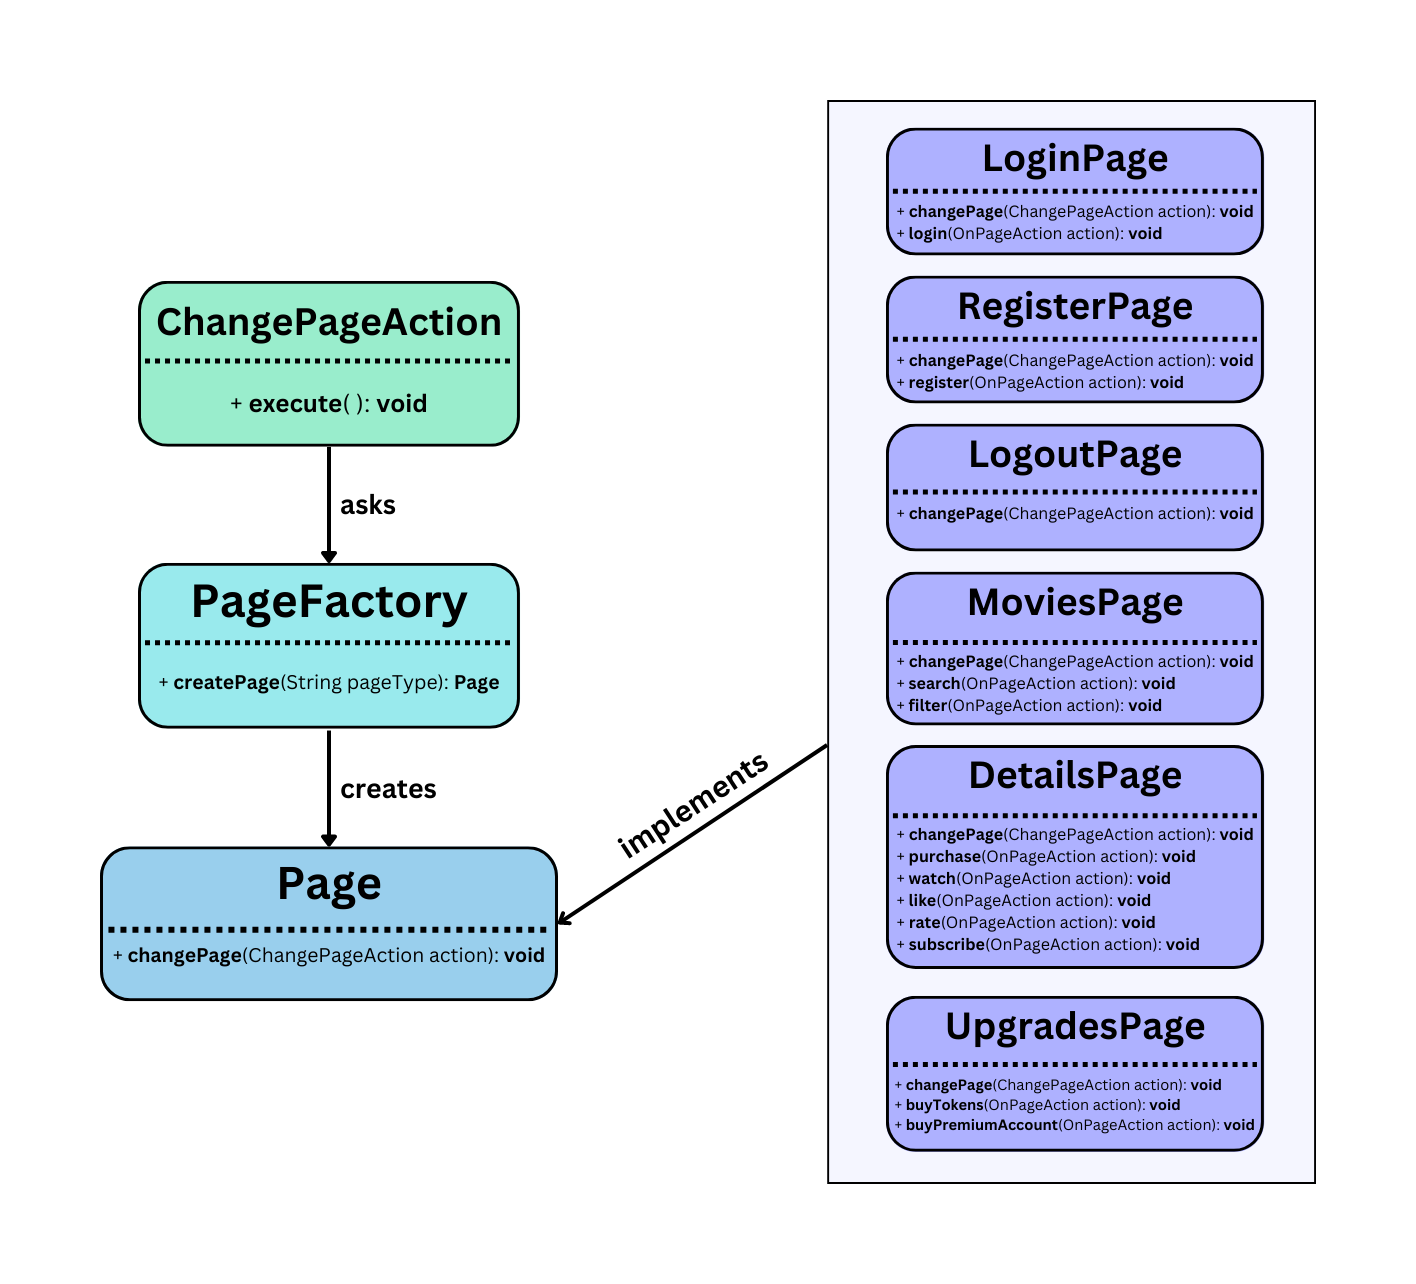 ChangePageAction
+ execute( ): void
asks
PageFactory
+ createPage(String pageType): Page
creates
Page
+ changePage(ChangePageAction action): void
implements
LoginPage
+ changePage(ChangePageAction action): void
+ login(OnPageAction action): void
RegisterPage
+ changePage(ChangePageAction action): void
+ register(OnPageAction action): void
LogoutPage
+ changePage(ChangePageAction action): void
MoviesPage
+ changePage(ChangePageAction action): void
+ search(OnPageAction action): void
+ filter(OnPageAction action): void
DetailsPage
+ changePage(ChangePageAction action): void
+ purchase(OnPageAction action): void
+ watch(OnPageAction action): void
+ like(OnPageAction action): void
+ rate(OnPageAction action): void
+ subscribe(OnPageAction action): void
UpgradesPage
+ changePage(ChangePageAction action): void
+ buyTokens(OnPageAction action): void
+ buyPremiumAccount(OnPageAction action): void